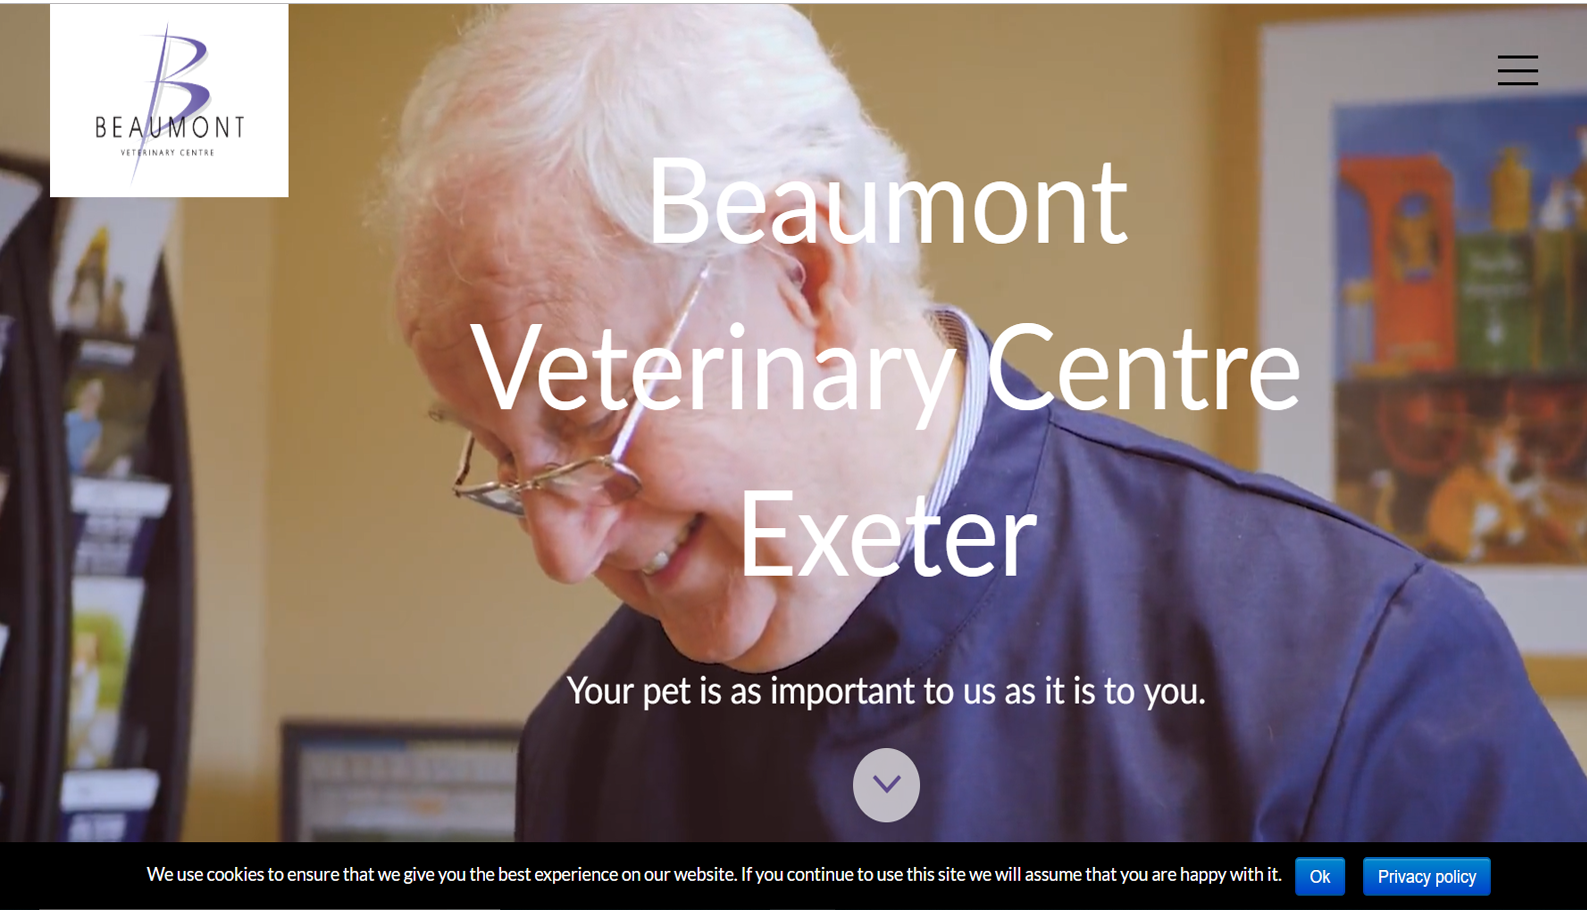 BEAUMONT
VETERINARY CENTRE
Beaumont
Veterinary Centre
Exeter
Your pet is as important to us as it is to you.
We use cookies to ensure that we give you the best experience on our website. If you continue to use this site we will assume that you are happy with it. Ok Privacy policy